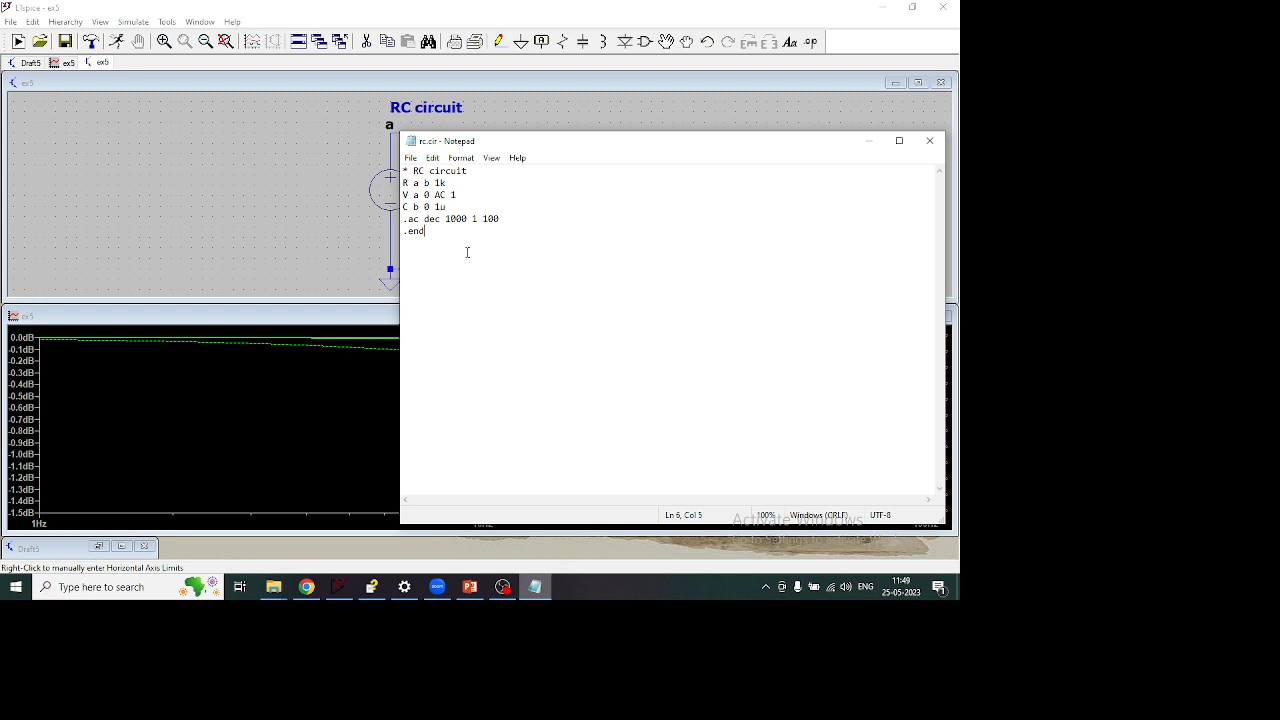 LTspice - ex5
File Edit Hierarchy View Simulate Tools Window Help
Draft5 ex5 ex5
ex5
RC circuit
a
rc.cir - Notepad
File Edit Format View Help
* RC circuit
R a b 1k
V a 0 AC 1
C b 0 1u
.ac dec 1000 1 100
.end
ex5
0.0dB
-0.1dB
-0.2dB
-0.3dB
-0.4dB
-0.5dB
-0.6dB
-0.7dB
-0.8dB
-0.9dB
-1.0dB
-1.1dB
-1.2dB
-1.3dB
-1.4dB
-1.5dB
1Hz
Ln 6, Col 5 100% Windows (CRLF) UTF-8
Activate Windows
Draft5
Right-Click to manually enter Horizontal Axis Limits
Type here to search
zoom
ENG
11:49
25-05-2023